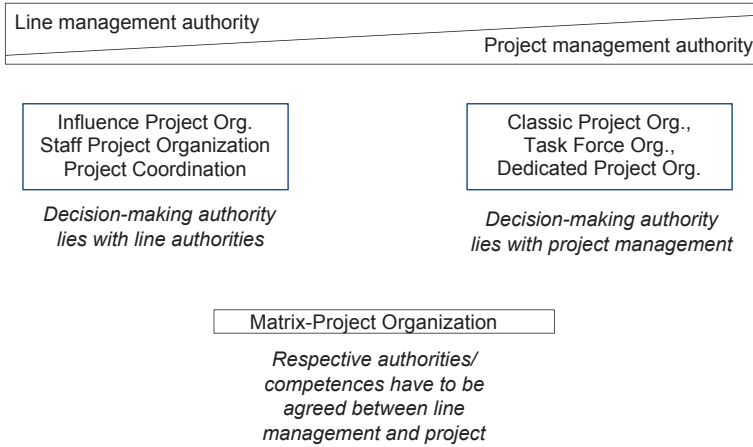 Line management authority
Project management authority
Influence Project Org.
Staff Project Organization
Project Coordination
Classic Project Org.,
Task Force Org.,
Dedicated Project Org.
Decision-making authority
lies with line authorities
Decision-making authority
lies with project management
Matrix-Project Organization
Respective authorities/
competences have to be
agreed between line
management and project